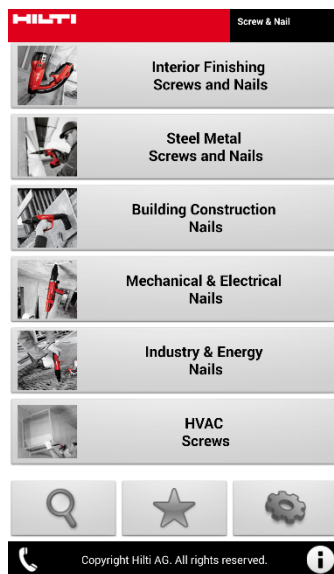 HILTI
Screw & Nail
Interior Finishing
Screws and Nails
Steel Metal
Screws and Nails
Building Construction
Nails
Mechanical & Electrical
Nails
Industry & Energy
Nails
HVAC
Screws
Copyright Hilti AG. All rights reserved.